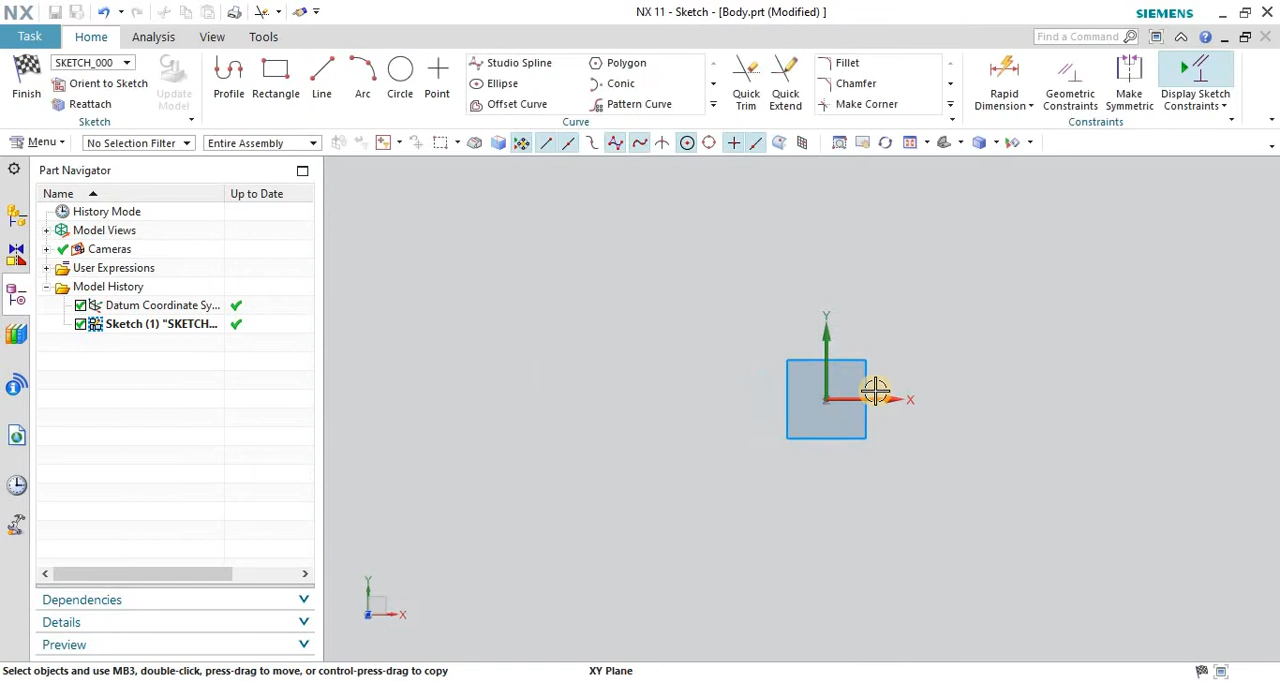 NX
NX 11 - Sketch - [Body.prt (Modified) ]
SIEMENS
Task
Home
Analysis
View
Tools
Find a Command
SKETCH_000
Orient to Sketch
Reattach
Finish
Update
Model
Sketch
Profile
Rectangle
Line
Arc
Circle
Point
Studio Spline
Ellipse
Offset Curve
Polygon
Conic
Pattern Curve
Quick
Trim
Quick
Extend
Fillet
Chamfer
Make Corner
Curve
Rapid
Dimension
Geometric
Constraints
Make
Symmetric
Display Sketch
Constraints
Constraints
Menu
No Selection Filter
Entire Assembly
Part Navigator
Name
Up to Date
History Mode
Model Views
Cameras
User Expressions
Model History
Datum Coordinate Sy...
Sketch (1) "SKETCH...
Dependencies
Details
Preview
Y
X
Y
X
Select objects and use MB3, double-click, press-drag to move, or control-press-drag to copy
XY Plane